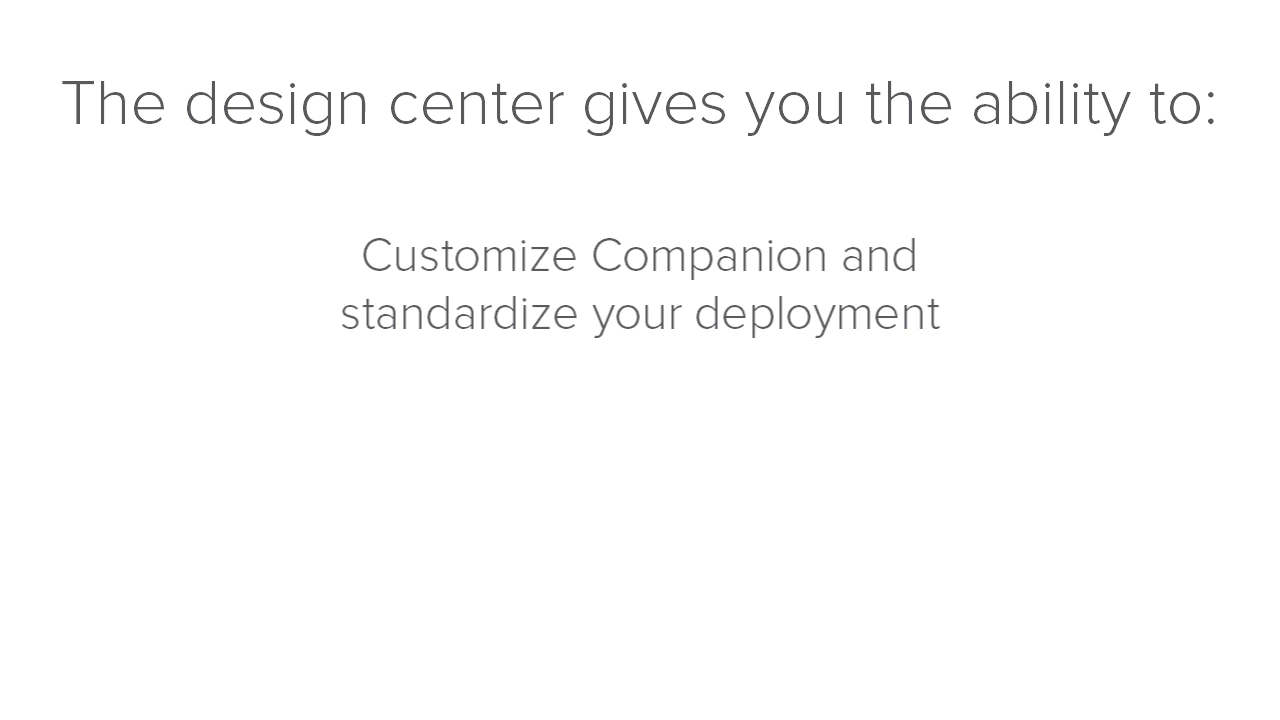 The design center gives you the ability to:
Customize Companion and
standardize your deployment